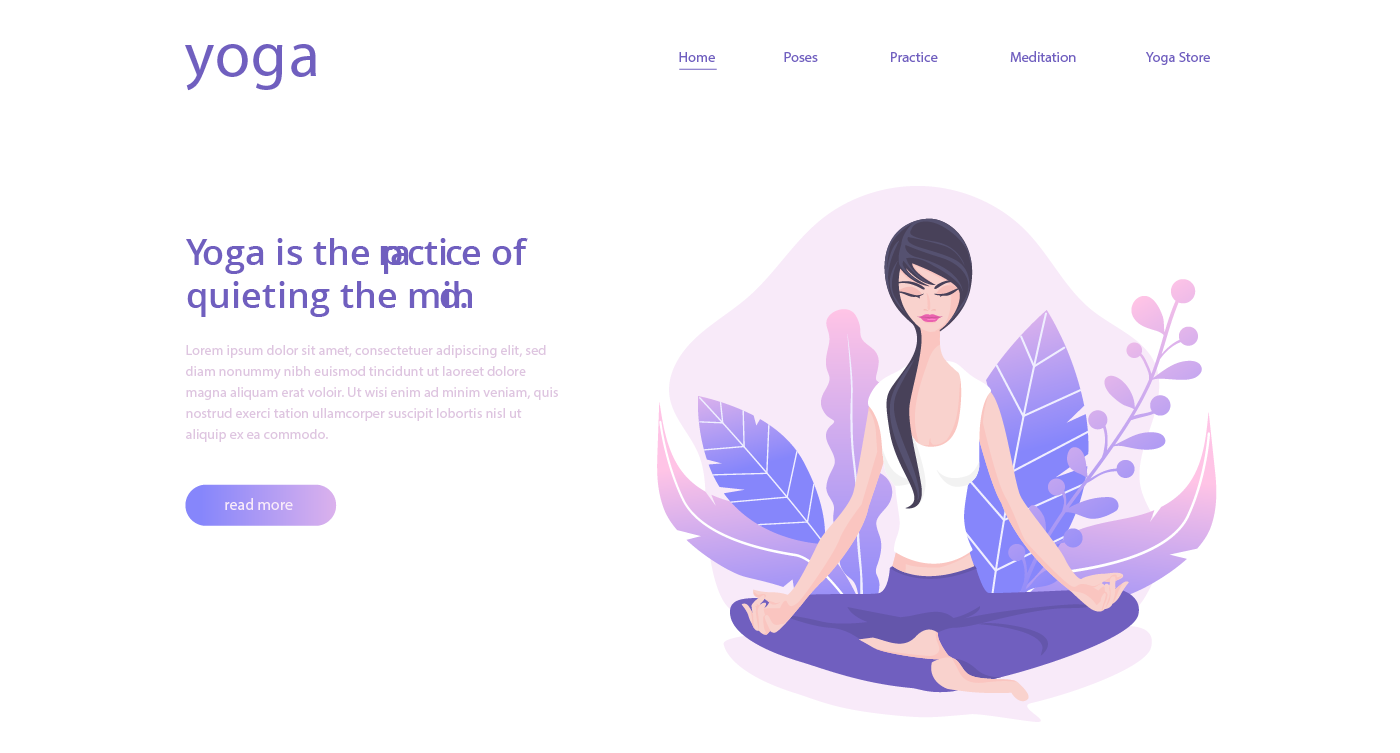 yoga
Home Poses Practice Meditation Yoga Store
Yoga is the practice of
quieting the mind.
Lorem ipsum dolor sit amet, consectetuer adipiscing elit, sed
diam nonummy nibh euismod tincidunt ut laoreet dolore
magna aliquam erat voloir. Ut wisi enim ad minim veniam, quis
nostrud exerci tation ullamcorper suscipit lobortis nisl ut
aliquip ex ea commodo.
read more